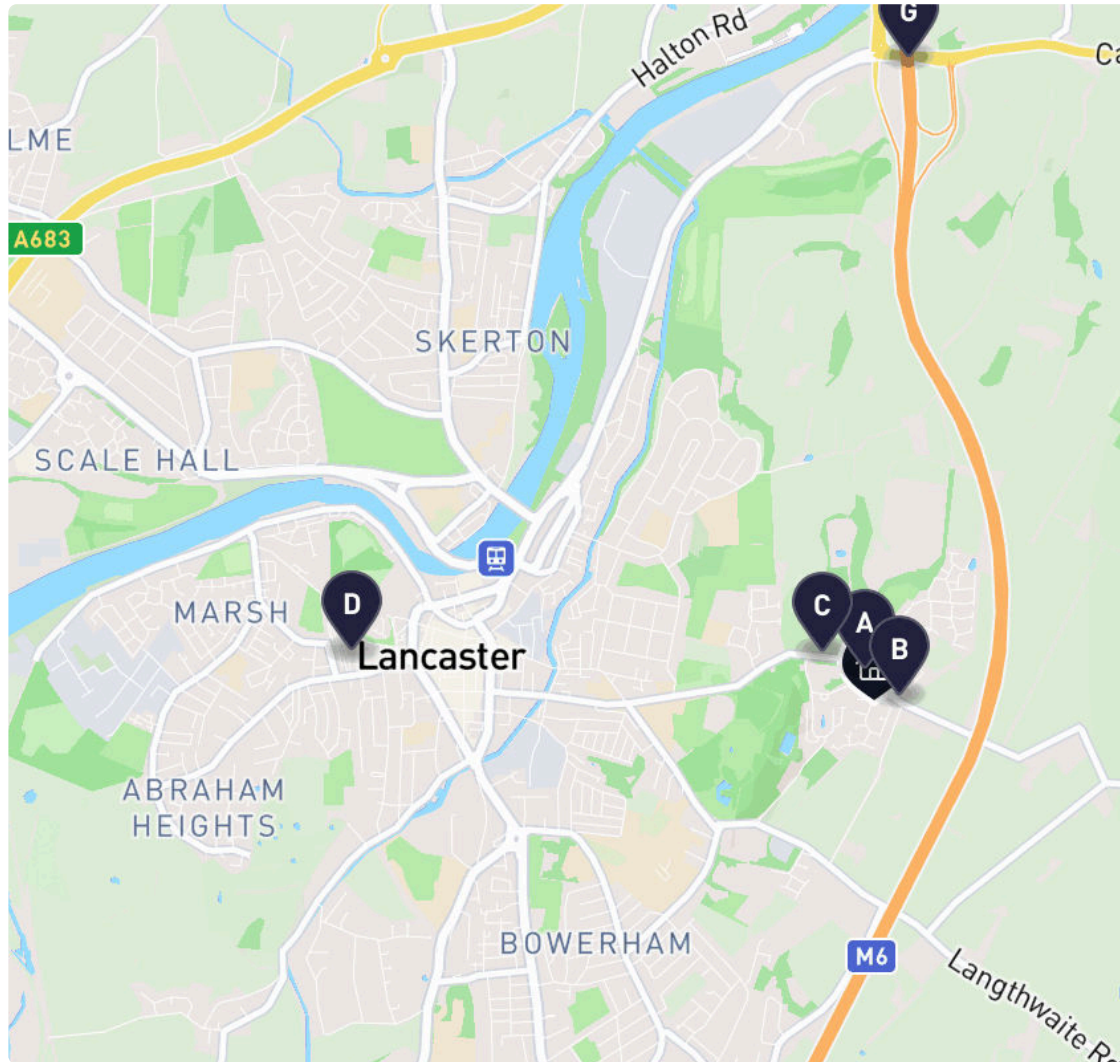 G
Halton Rd
Ca
LME
A683
SKERTON
SCALE HALL
MARSH
D
C
A
B
Lancaster
ABRAHAM
HEIGHTS
BOWERHAM
M6
Langthwaite R